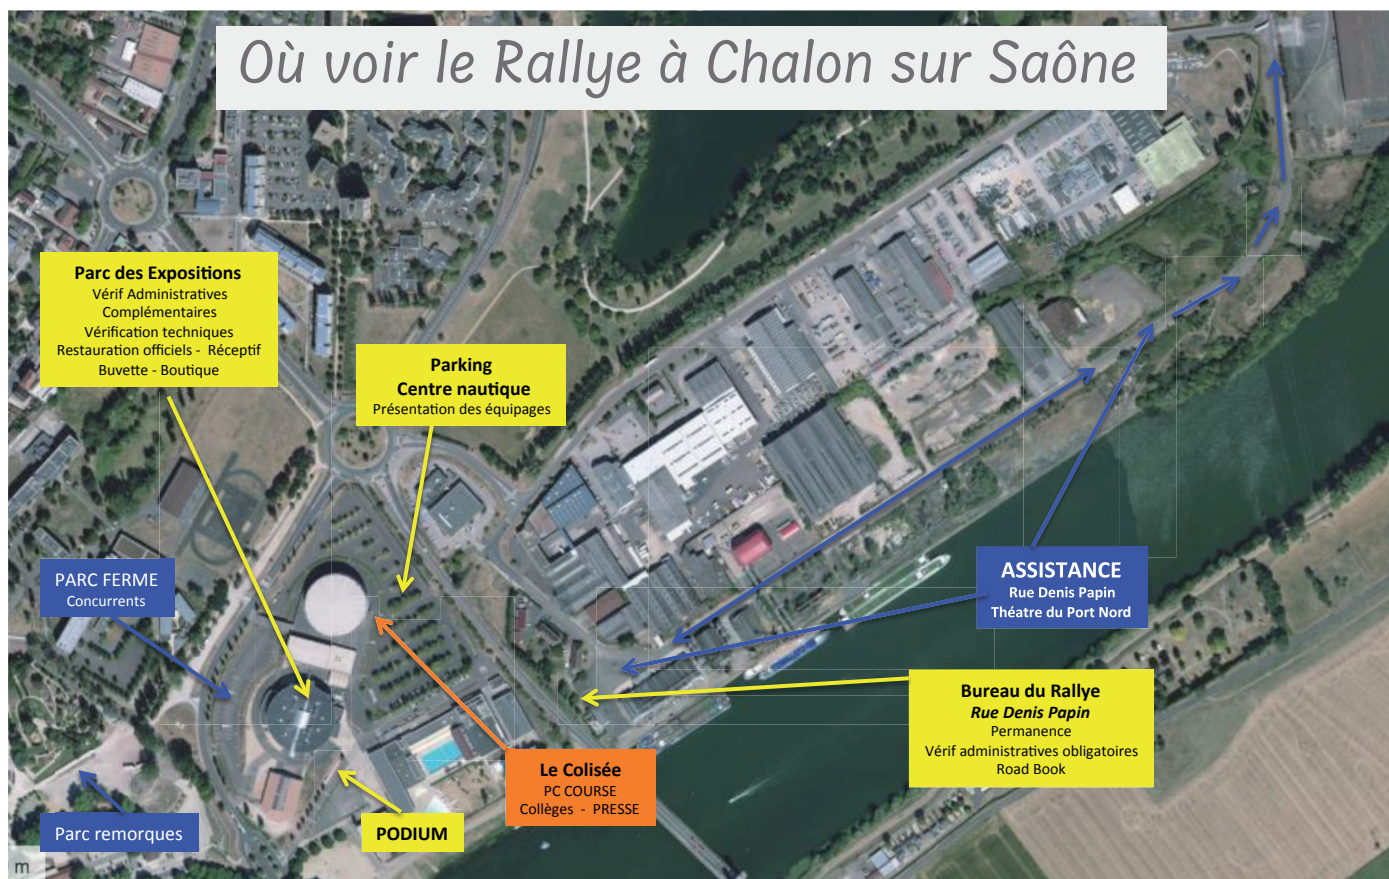 Où voir le Rallye à Chalon sur Saône
Parc des Expositions
Vérif Administratives
Complémentaires
Vérification techniques
Restauration officiels - Réceptif
Buvette - Boutique
Parking
Centre nautique
Présentation des équipages
PARC FERME
Concurrents
ASSISTANCE
Rue Denis Papin
Théatre du Port Nord
Bureau du Rallye
Rue Denis Papin
Permanence
Vérif administratives obligatoires
Road Book
Le Colisée
PC COURSE
Collèges - PRESSE
Parc remorques
PODIUM
m